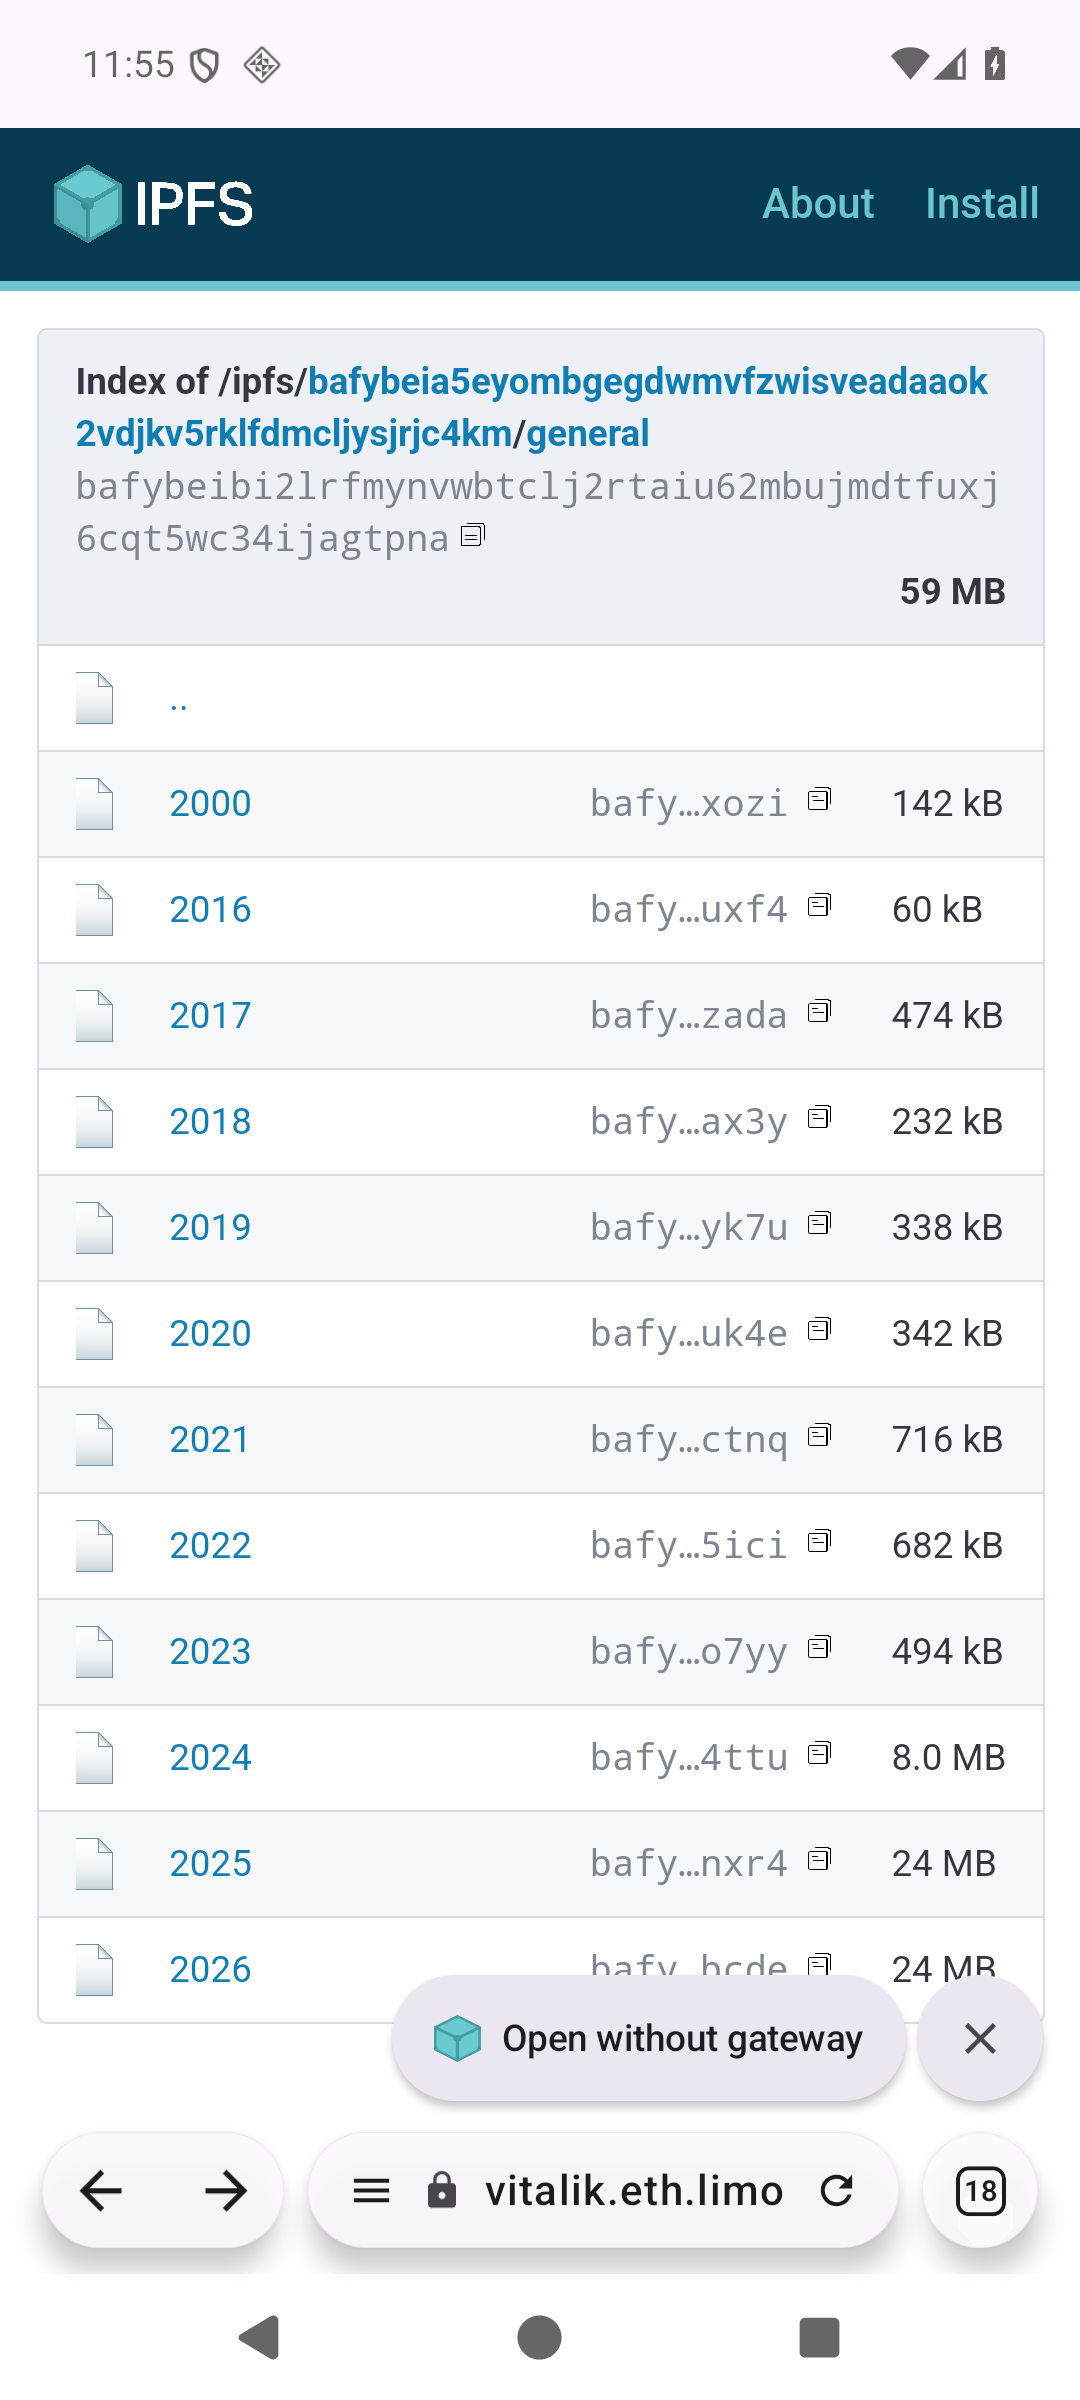 11:55
IPFS
About Install
Index of /ipfs/bafybeia5eyombgegdwmvfzwisveadaaok
2vdjkv5rklfdmcljysjrjc4km/general
bafybeibi2lrfmynvwbtclj2rtaiu62mbujmdtfuxj
6cqt5wc34ijagtpna
59 MB
..
2000 bafy…xozi 142 kB
2016 bafy…uxf4 60 kB
2017 bafy…zada 474 kB
2018 bafy…ax3y 232 kB
2019 bafy…yk7u 338 kB
2020 bafy…uk4e 342 kB
2021 bafy…ctnq 716 kB
2022 bafy…5ici 682 kB
2023 bafy…o7yy 494 kB
2024 bafy…4ttu 8.0 MB
2025 bafy…nxr4 24 MB
2026 bafy…bcde 24 MB
Open without gateway
vitalik.eth.limo
18